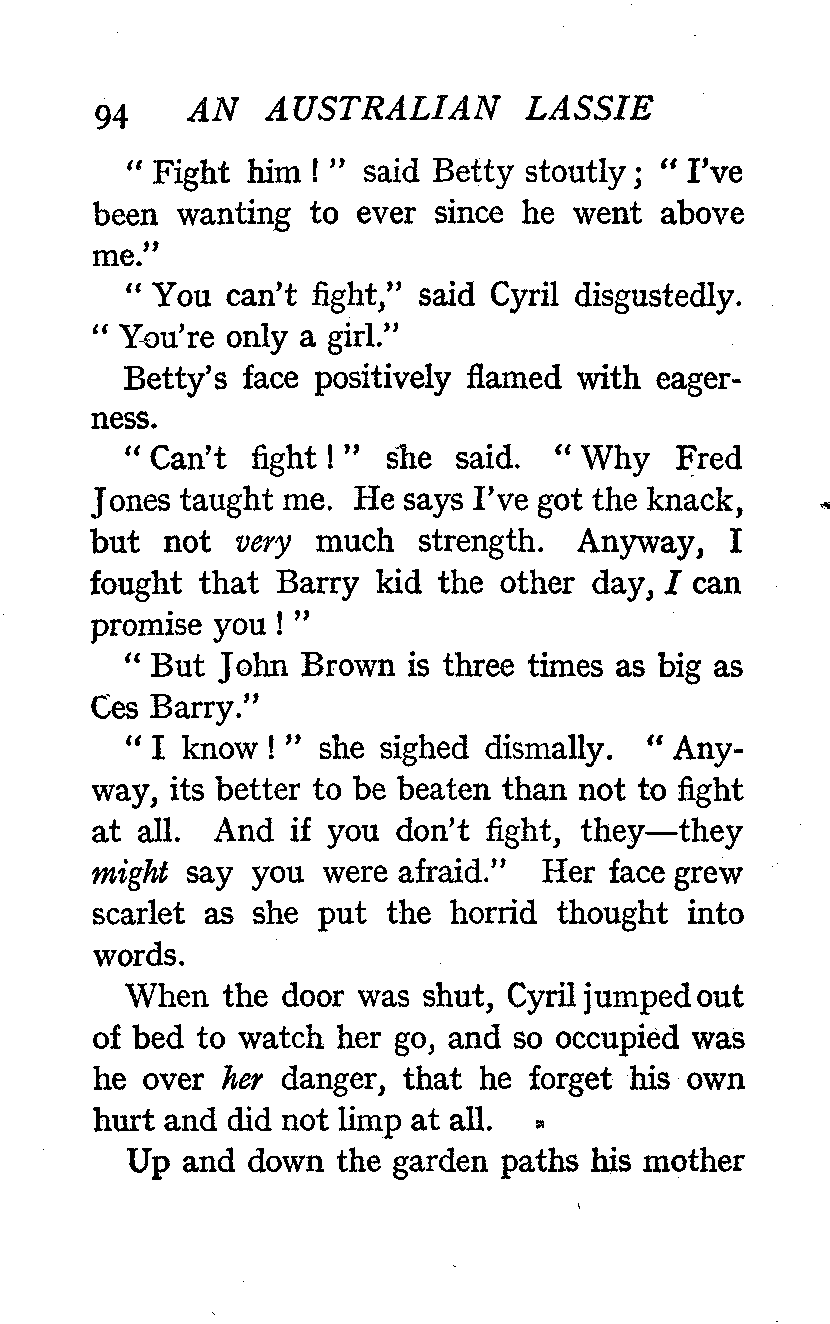 94 AN AUSTRALIAN LASSIE
" Fight him ! " said Betty stoutly ; " I've
been wanting to ever since he went above
me."
" You can't fight," said Cyril disgustedly.
" You're only a girl."
Betty's face positively flamed with eager-
ness.
" Can't fight ! " she said. " Why Fred
Jones taught me. He says I've got the knack,
but not very much strength. Anyway, I
fought that Barry kid the other day, I can
promise you ! "
" But John Brown is three times as big as
Ces Barry."
" I know ! " she sighed dismally. " Any-
way, its better to be beaten than not to fight
at all. And if you don't fight, they—they
might say you were afraid." Her face grew
scarlet as she put the horrid thought into
words.
When the door was shut, Cyril jumped out
of bed to watch her go, and so occupied was
he over her danger, that he forget his own
hurt and did not limp at all.
Up and down the garden paths his mother